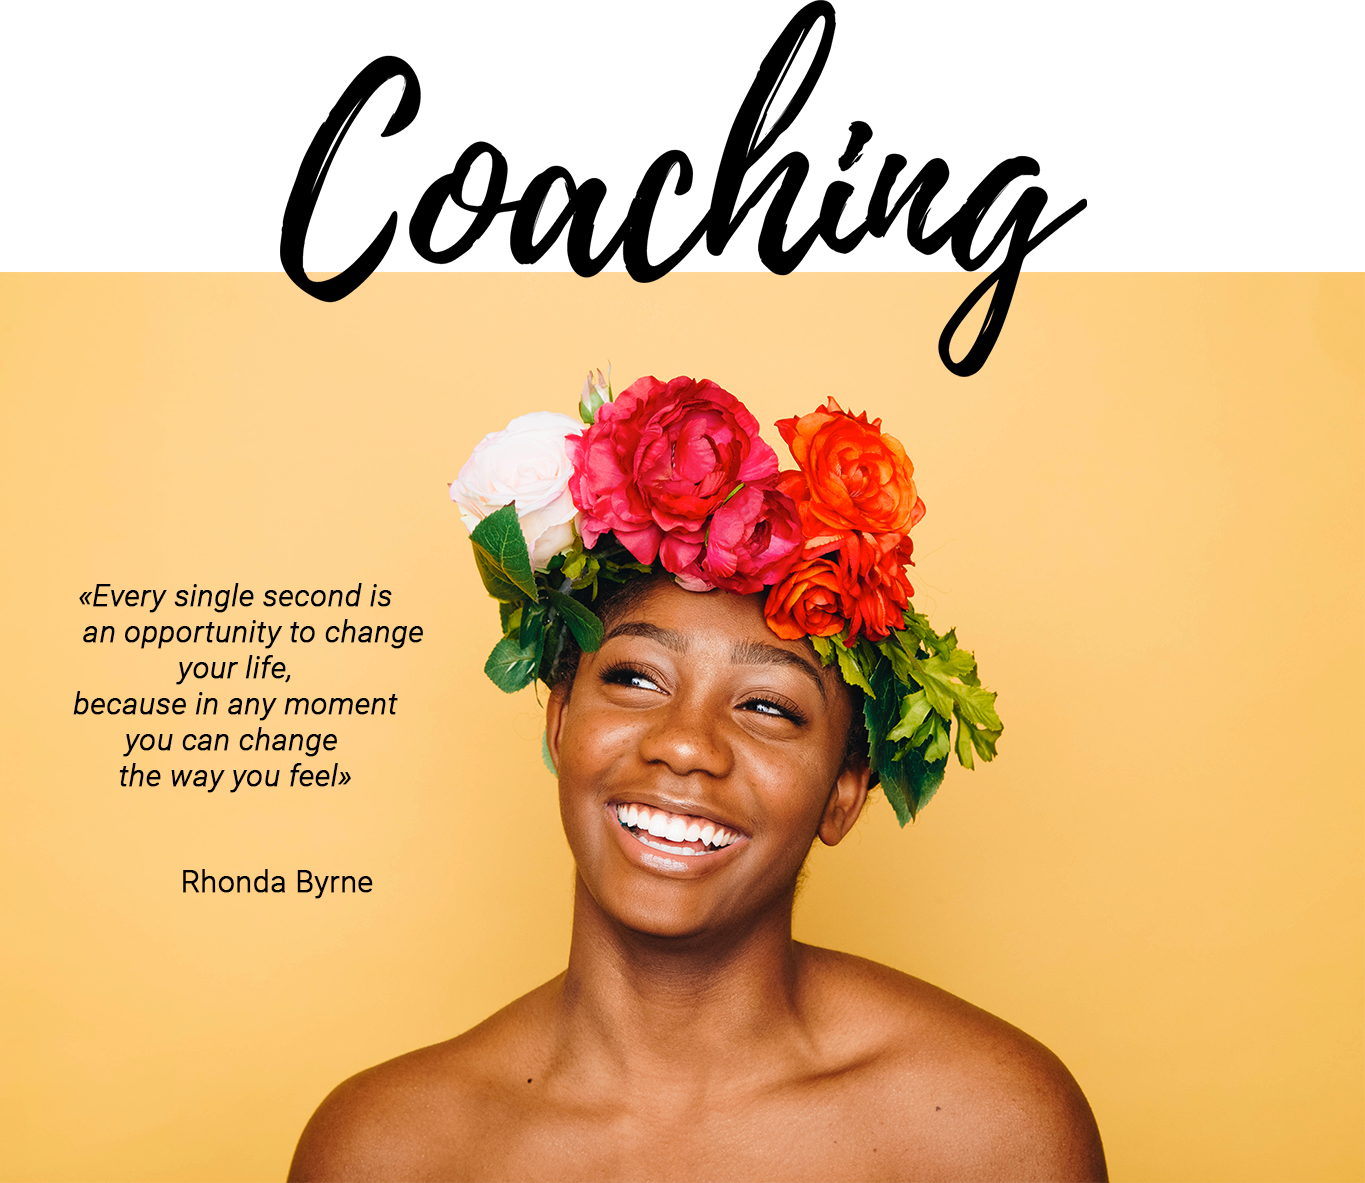 Coaching
«Every single second is
an opportunity to change
your life,
because in any moment
you can change
the way you feel»
Rhonda Byrne